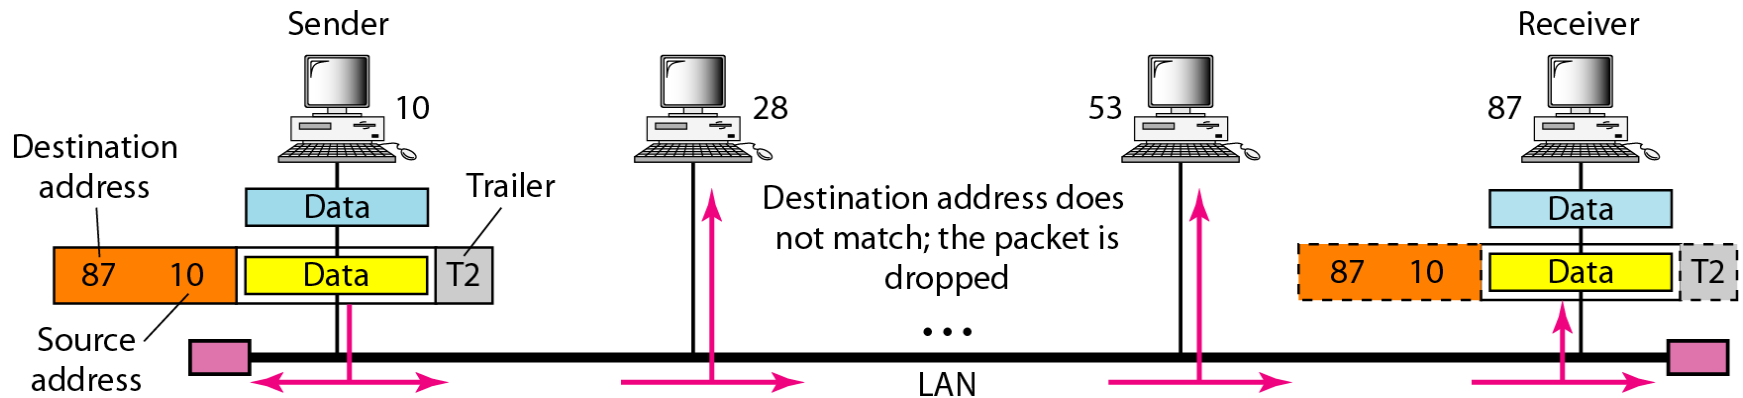 Sender
Receiver
10
28
53
87
Destination
address
Trailer
Data
Destination address does
not match; the packet is
dropped
Data
87 10
Data
T2
87 10
Data
T2
Source
address
...
LAN